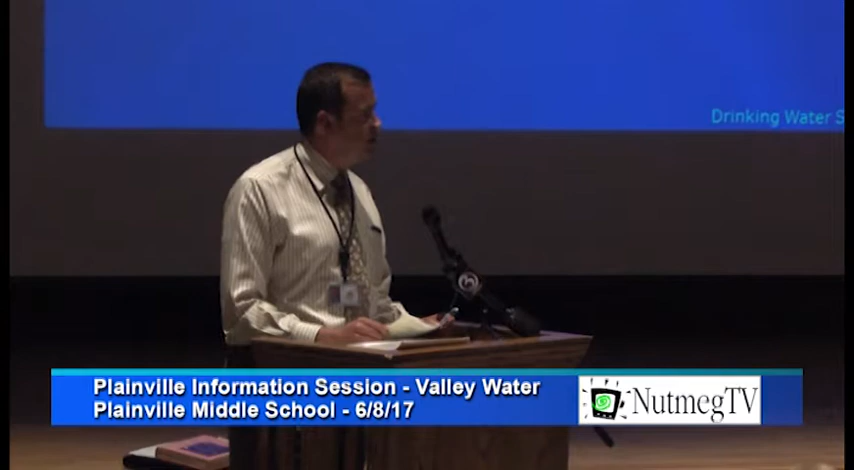 Drinking Water S
Plainville Information Session - Valley Water
Plainville Middle School - 6/8/17
NutmegTV